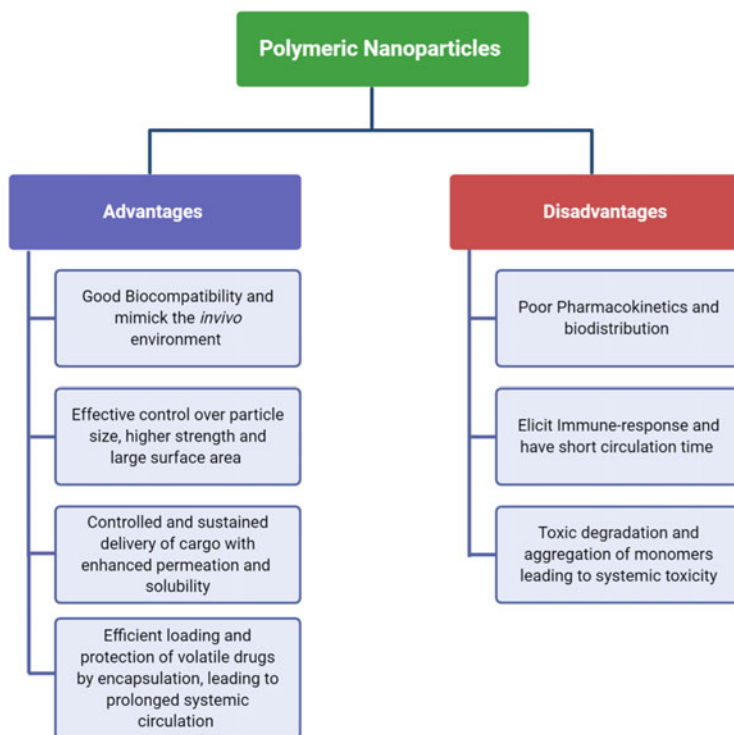 Polymeric Nanoparticles
Advantages
Good Biocompatibility and
mimick the invivo
environment
Effective control over particle
size, higher strength and
large surface area
Controlled and sustained
delivery of cargo with
enhanced permeation and
solubility
Efficient loading and
protection of volatile drugs
by encapsulation, leading to
prolonged systemic
circulation
Disadvantages
Poor Pharmacokinetics and
biodistribution
Elicit Immune-response and
have short circulation time
Toxic degradation and
aggregation of monomers
leading to systemic toxicity